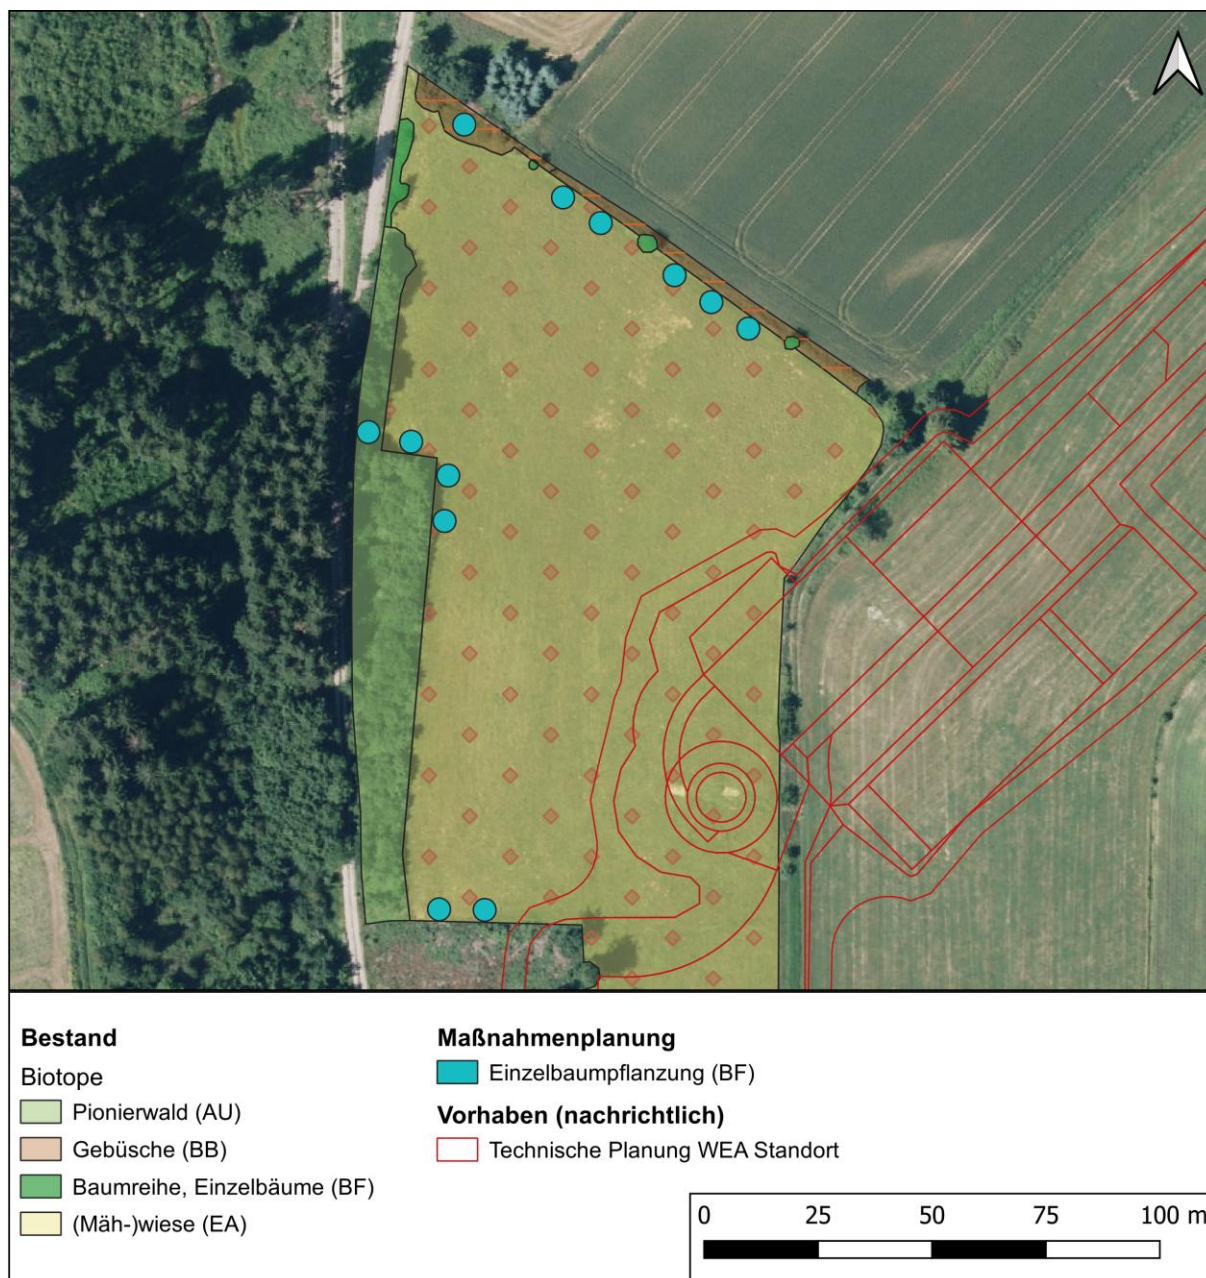 Bestand
Biotope
Pionierwald (AU)
Gebüsche (BB)
Baumreihe, Einzelbäume (BF)
(Mäh-)wiese (EA)
Maßnahmenplanung
Einzelbaumpflanzung (BF)
Vorhaben (nachrichtlich)
Technische Planung WEA Standort
0 25 50 75 100 m